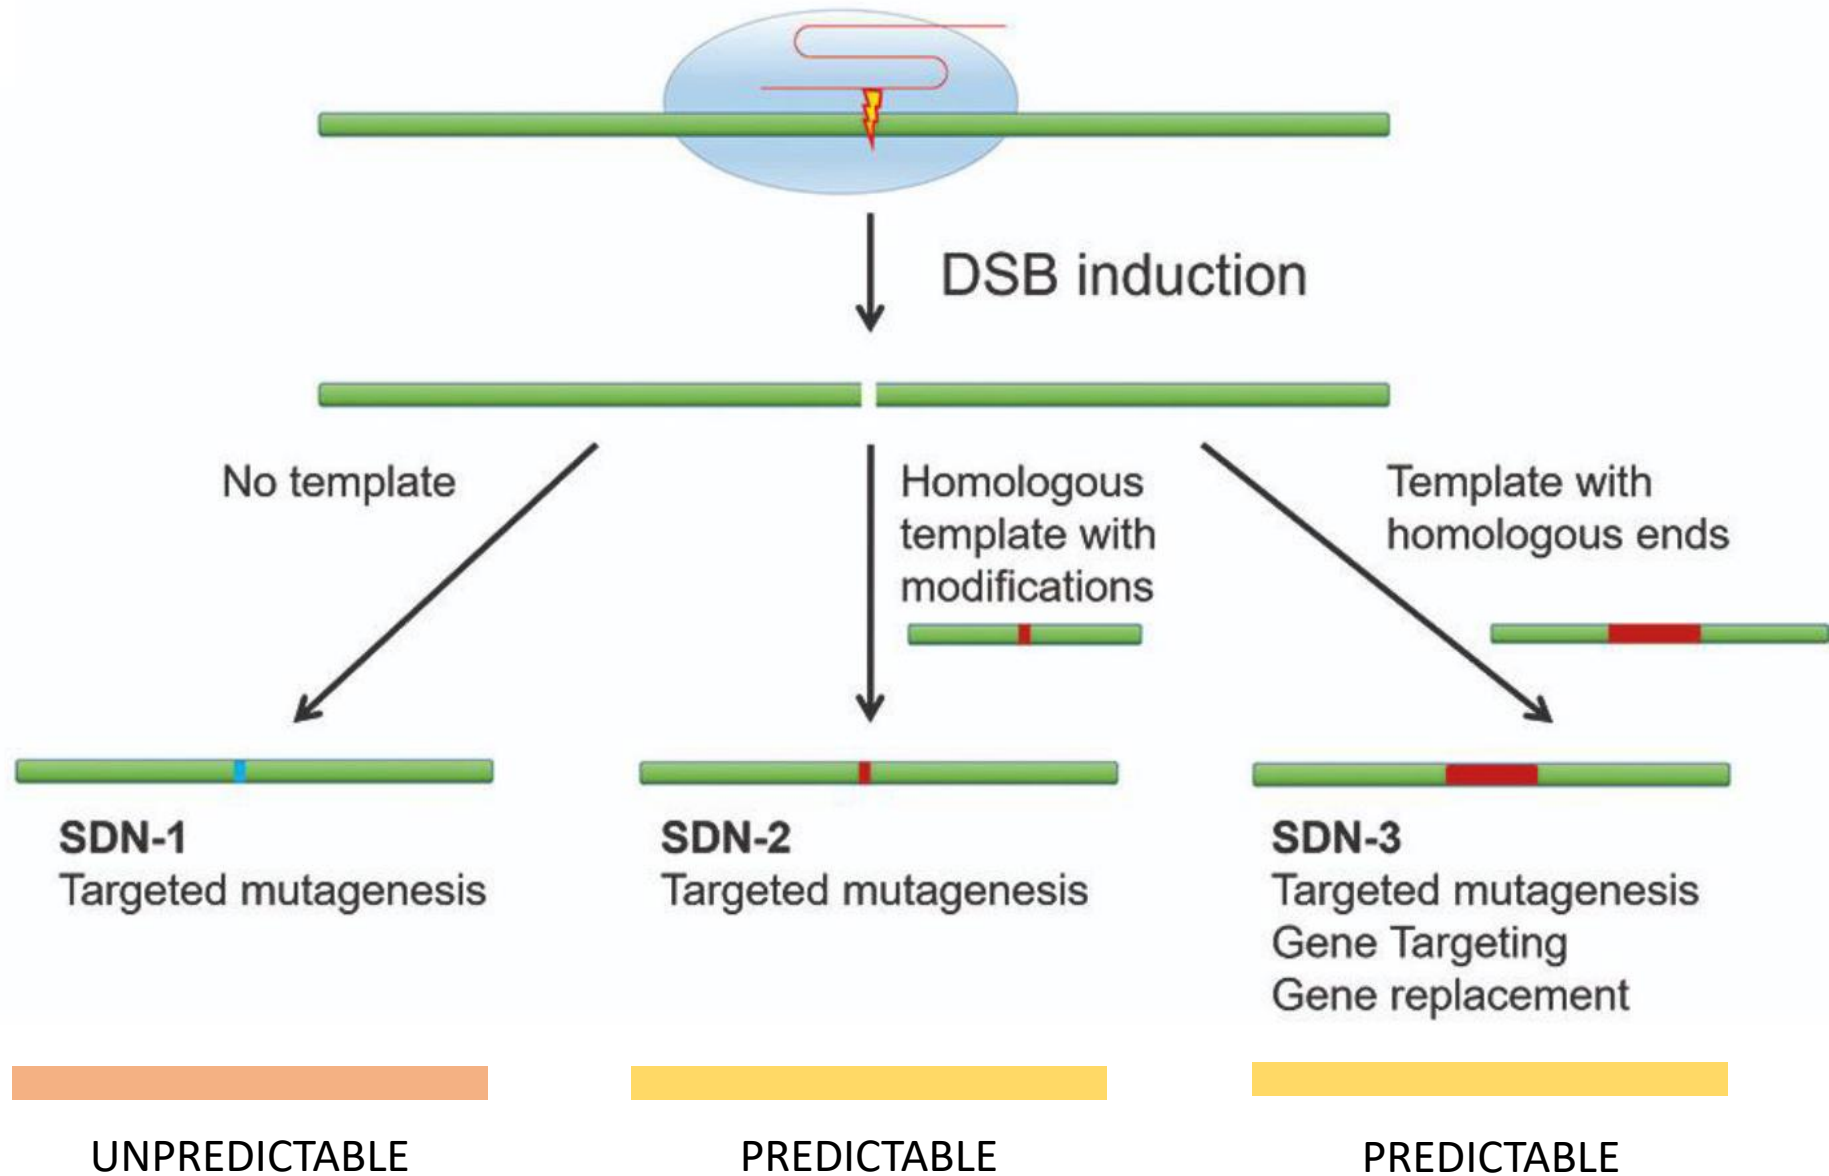 DSB induction
No template
Homologous
template with
modifications
Template with
homologous ends
SDN-1
Targeted mutagenesis
SDN-2
Targeted mutagenesis
SDN-3
Targeted mutagenesis
Gene Targeting
Gene replacement
UNPREDICTABLE
PREDICTABLE
PREDICTABLE